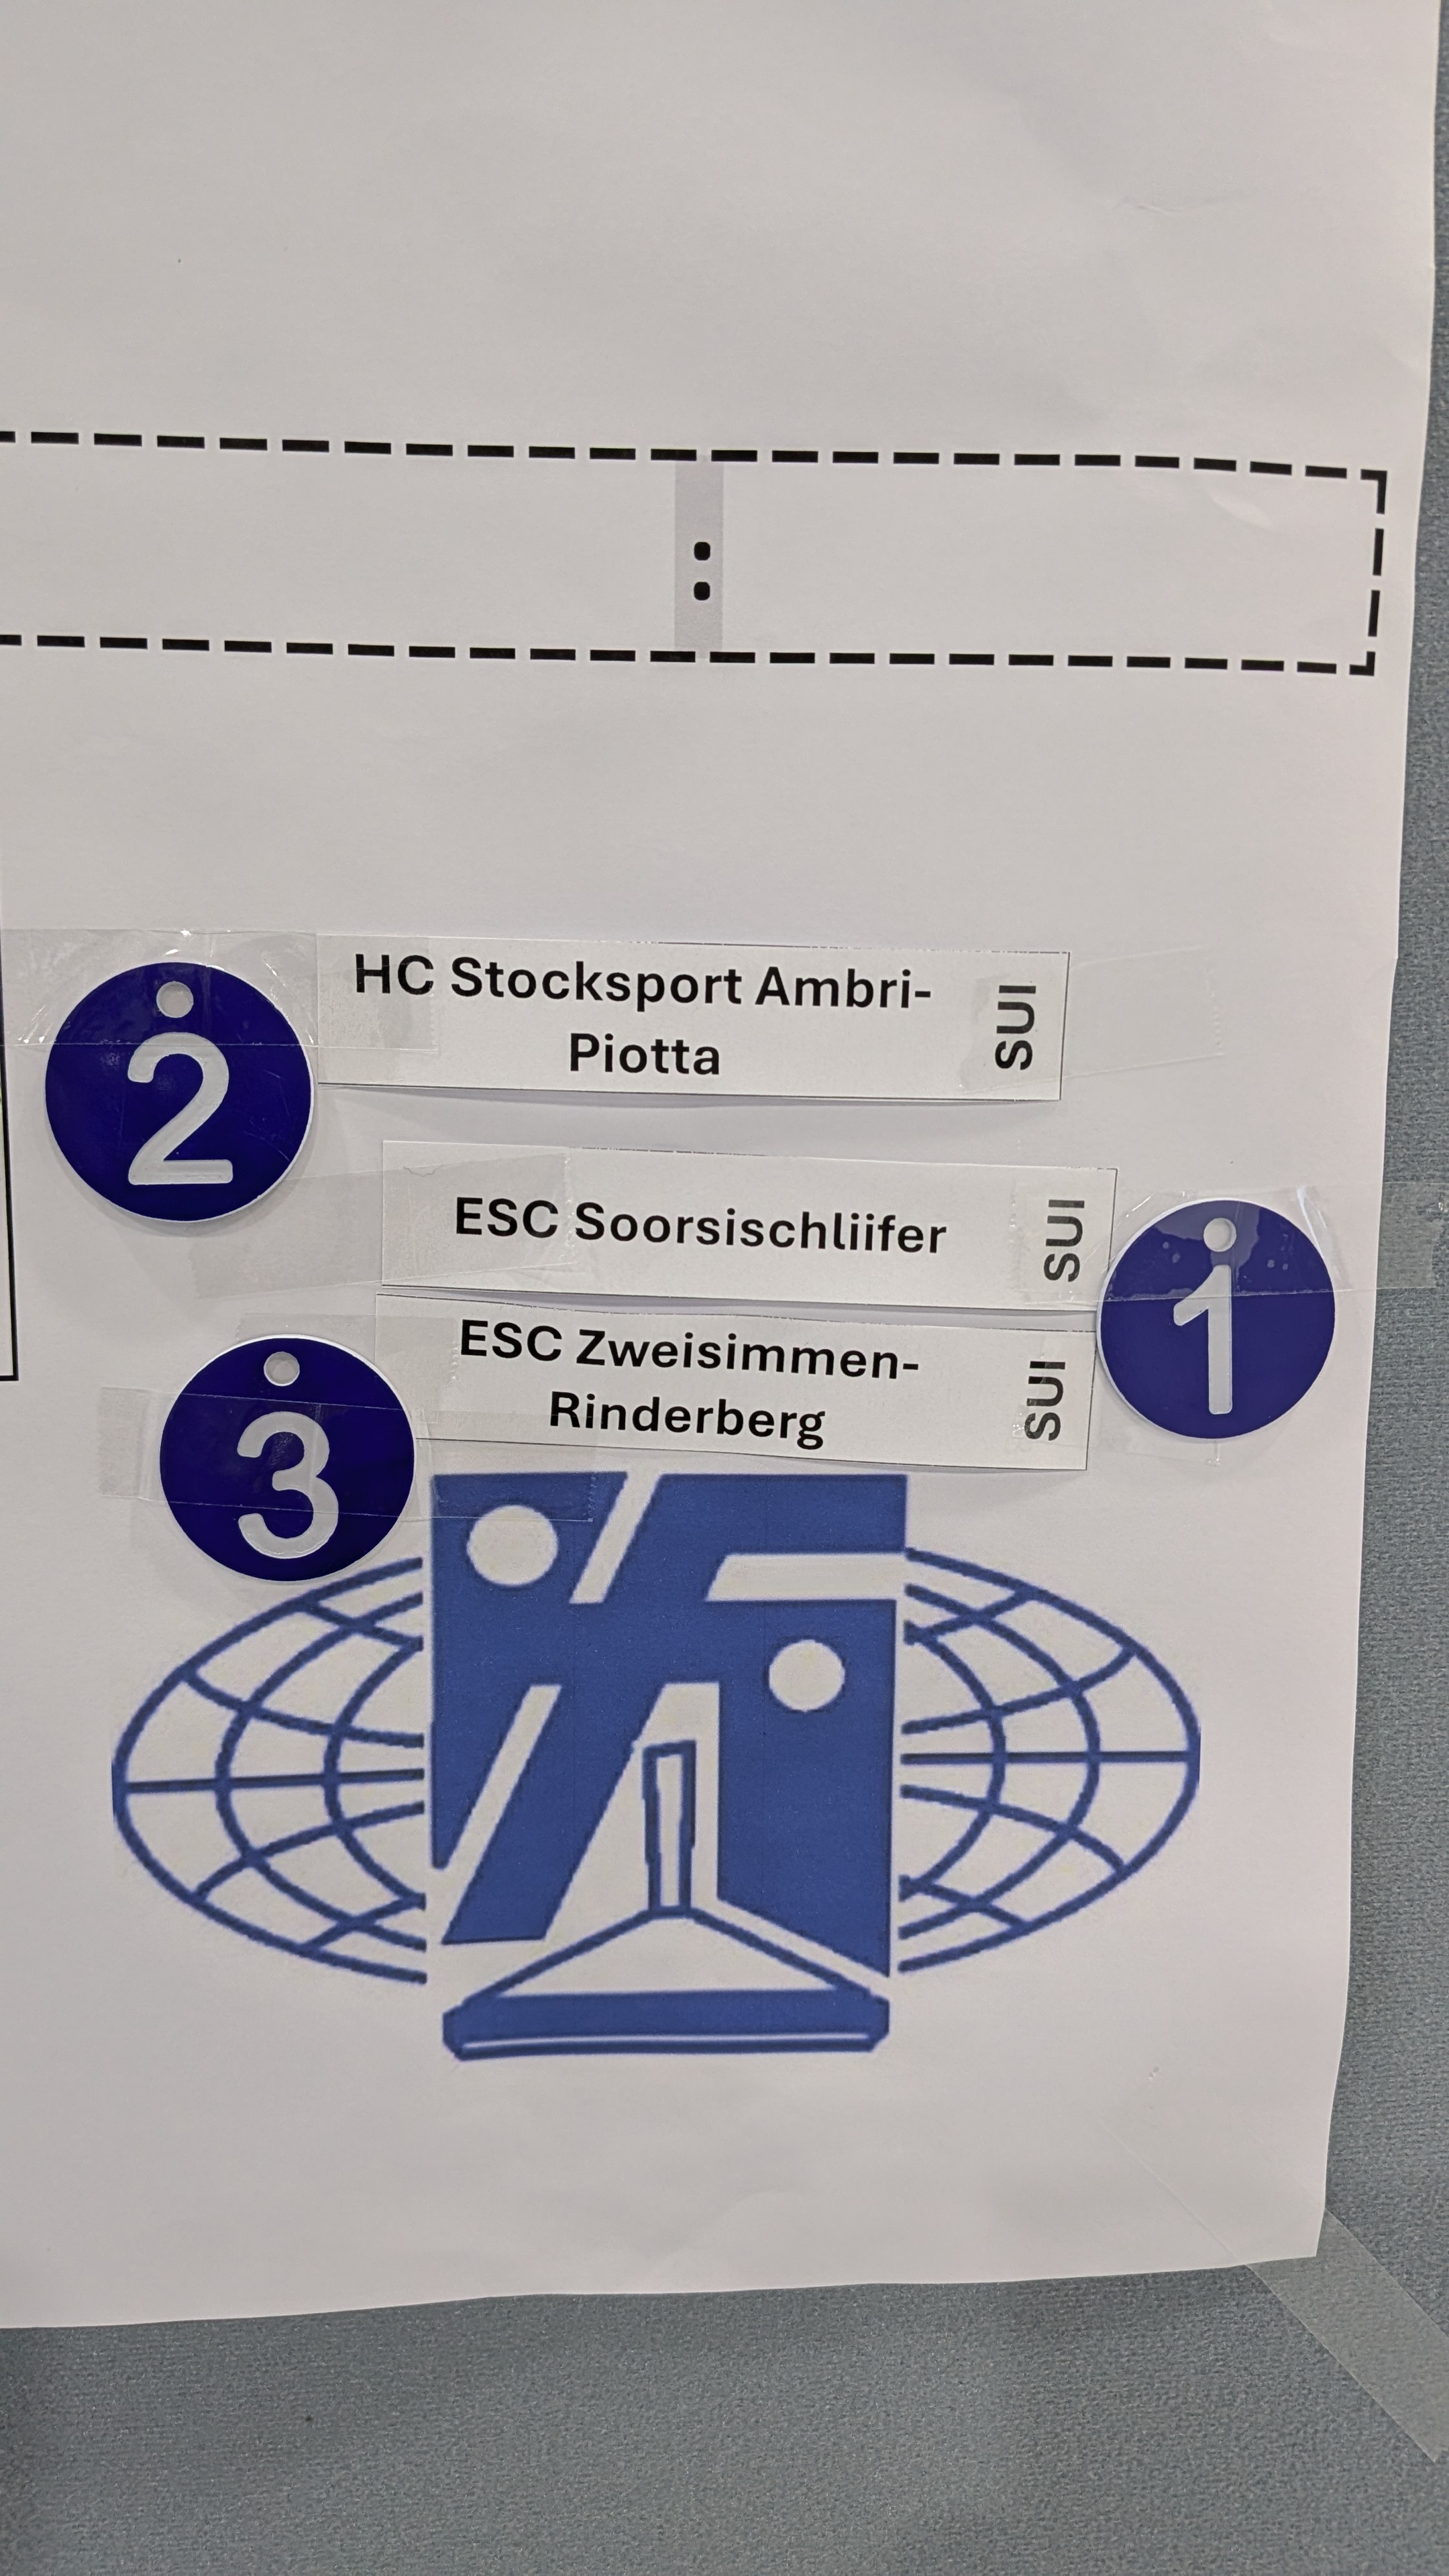 :
2
HC Stocksport Ambri-
Piotta
SUI
ESC Soorsischliifer
SUI
1
3
ESC Zweisimmen-
Rinderberg
SUI